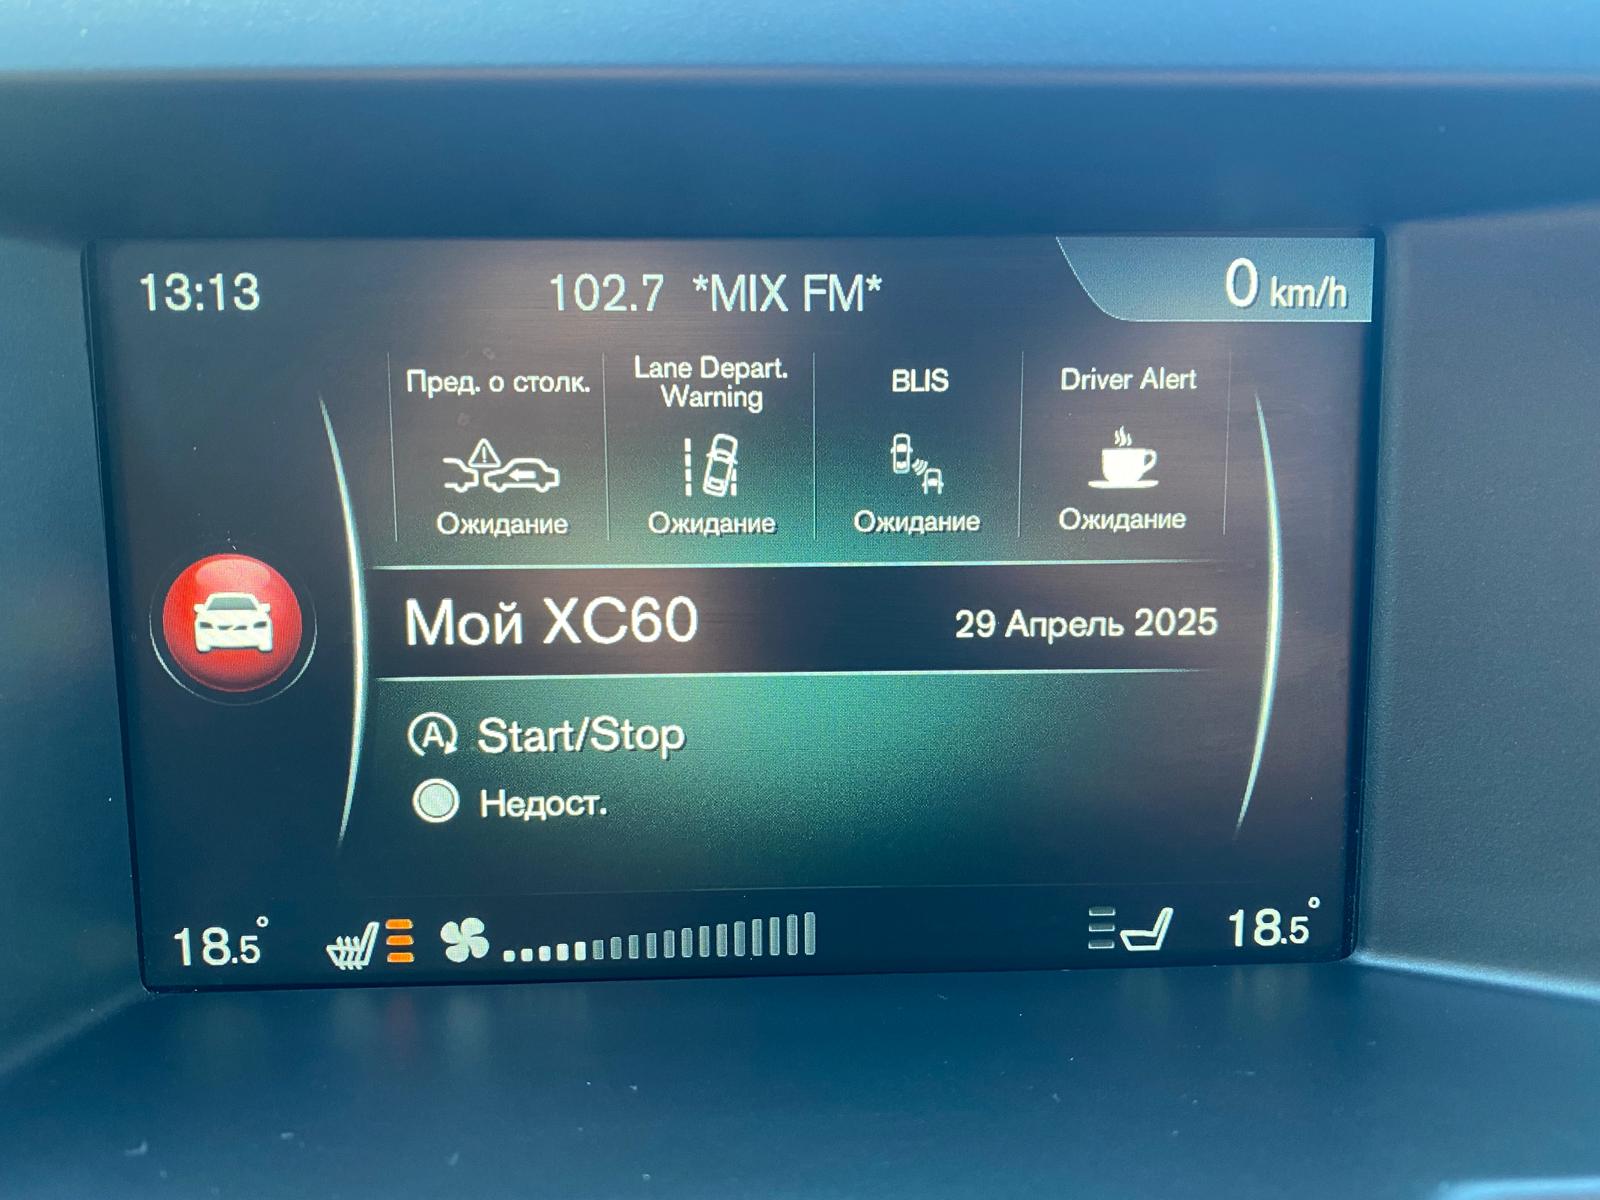 13:13
102.7 *MIX FM*
0 km/h
Пред. о столк.
Lane Depart.
Warning
BLIS
Driver Alert
Ожидание
Ожидание
Ожидание
Ожидание
Мой XC60
29 Апрель 2025
A Start/Stop
Недост.
18.5°
18.5°